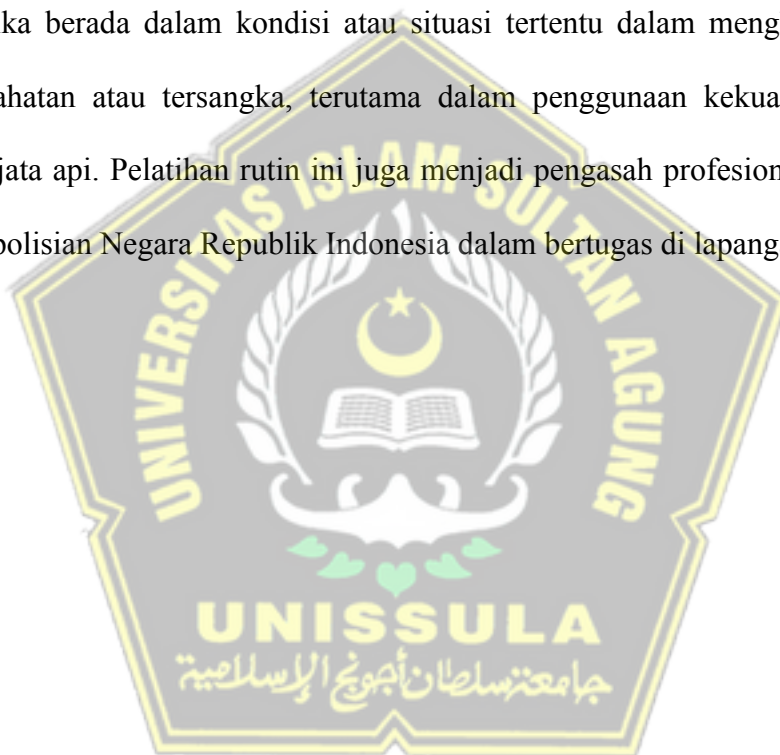 ka berada dalam kondisi atau situasi tertentu dalam meng
ahatan atau tersangka, terutama dalam penggunaan kekua
jata api. Pelatihan rutin ini juga menjadi pengasah profesion
polisian Negara Republik Indonesia dalam bertugas di lapang
UNIVERSITAS ISLAM SULTAN AGUNG
UNISSULA
جامعة سلطان أجونج الإسلامية